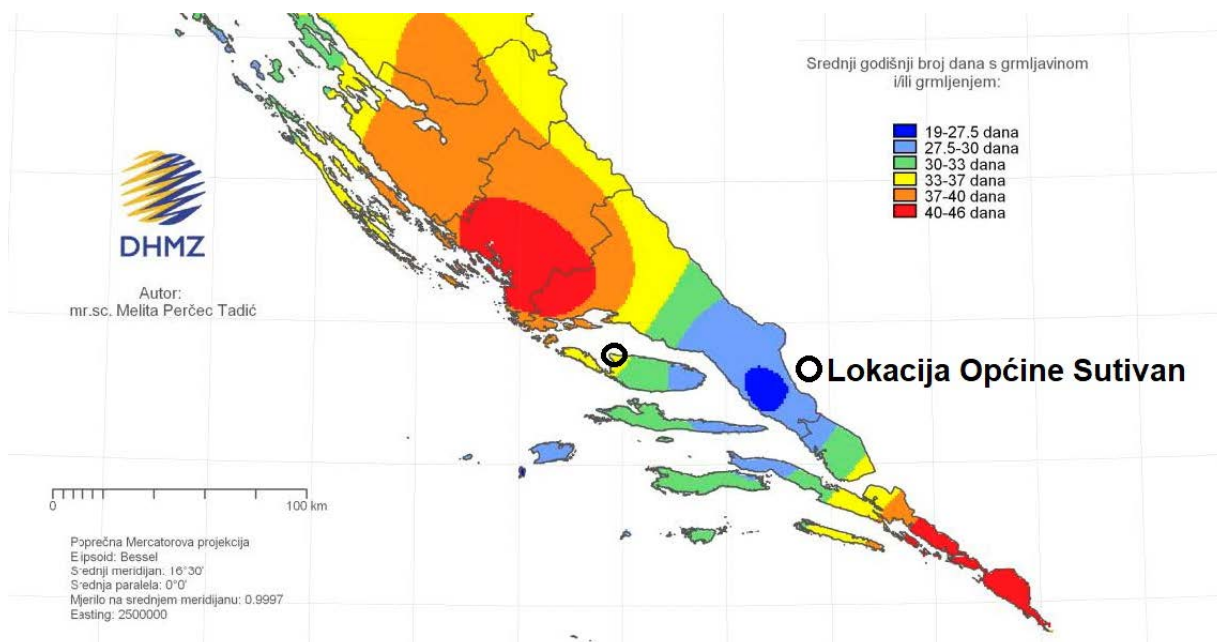 Srednji godišnji broj dana s grmljavinom
i/ili grmljenjem:
19-27.5 dana
27.5-30 dana
30-33 dana
33-37 dana
37-40 dana
40-46 dana
DHMZ
Autor:
mr.sc. Melita Perčec Tadić
Lokacija Općine Sutivan
0 100 km
Poprečna Mercatorova projekcija
Elipsoid: Bessel
Srednji meridijan: 16°30'
Srednja paralela: 0°0'
Mjerilo na srednjem meridijanu: 0.9997
Easting: 2500000